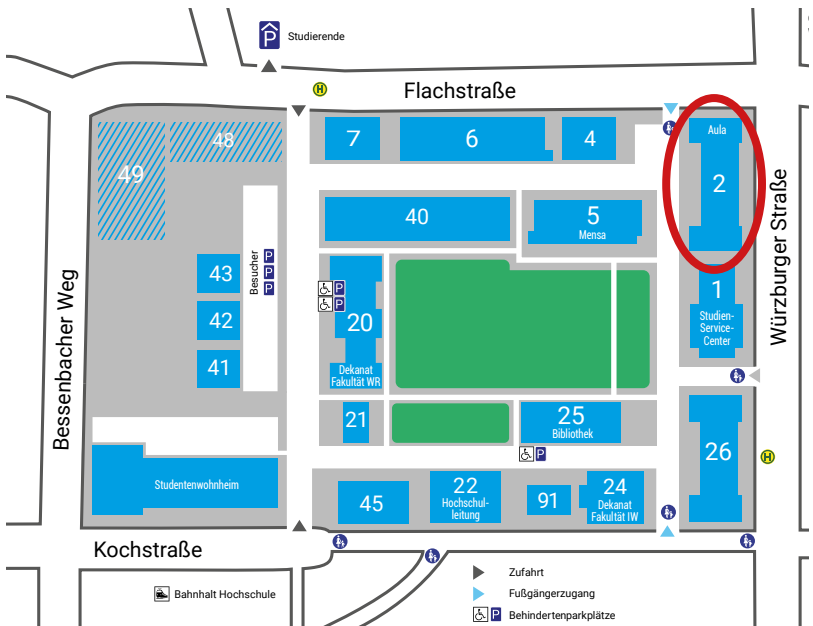 P
Studierende
H
Flachstraße
7
6
4
Aula
2
48
49
40
5
Mensa
Besucher
P
P
P
43
42
41
P
P
20
Dekanat
Fakultät WR
1
Studien-
Service-
Center
Würzburger Straße
Bessenbacher Weg
21
25
Bibliothek
P
26
H
Studentenwohnheim
45
22
Hochschul-
leitung
91
24
Dekanat
Fakultät IW
Kochstraße
Bahnhalt Hochschule
Zufahrt
Fußgängerzugang
P
Behindertenparkplätze